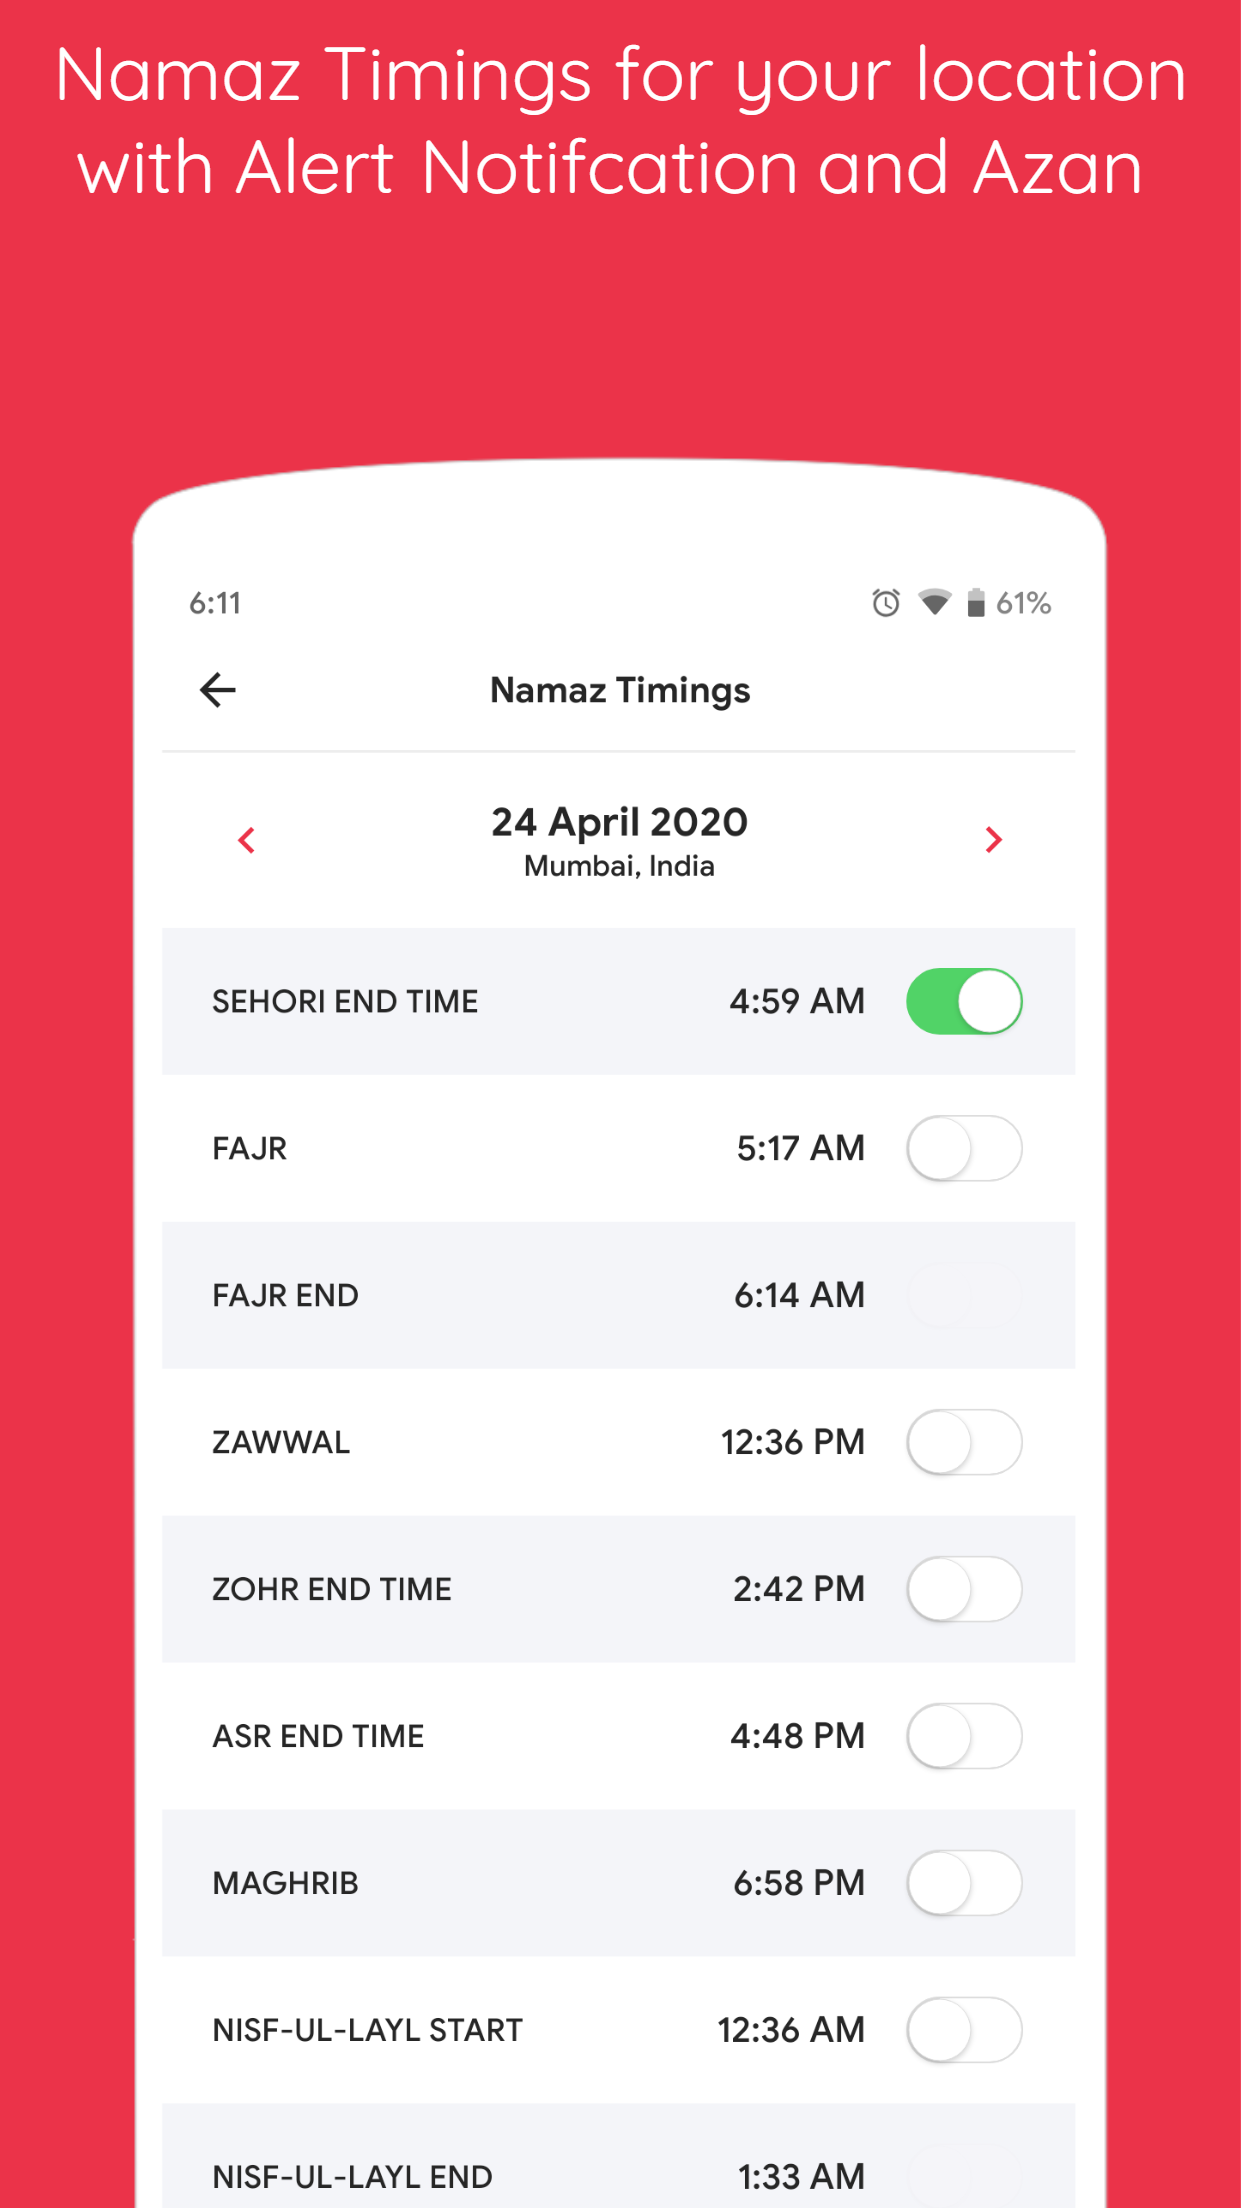 Namaz Timings for your location
with Alert Notifcation and Azan
6:11 61%
Namaz Timings
24 April 2020
Mumbai, India
SEHORI END TIME 4:59 AM
FAJR 5:17 AM
FAJR END 6:14 AM
ZAWWAL 12:36 PM
ZOHR END TIME 2:42 PM
ASR END TIME 4:48 PM
MAGHRIB 6:58 PM
NISF-UL-LAYL START 12:36 AM
NISF-UL-LAYL END 1:33 AM